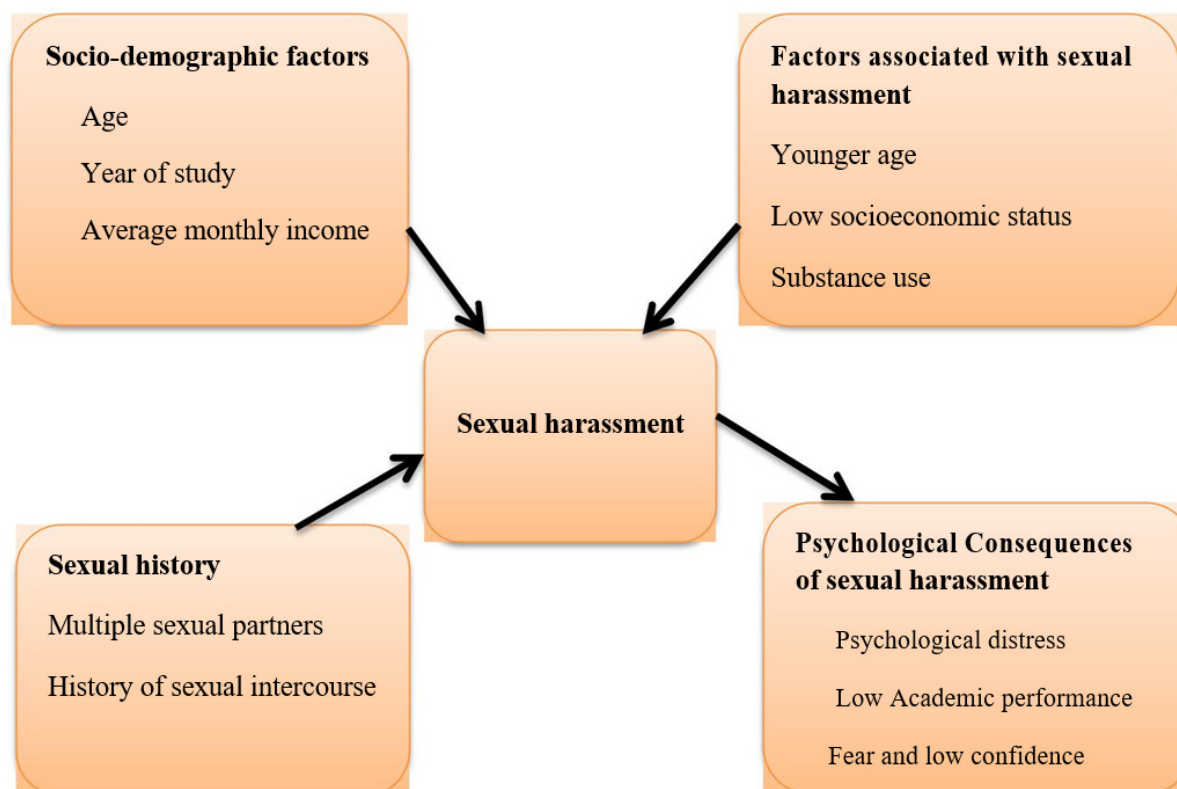 Socio-demographic factors
Age
Year of study
Average monthly income
Factors associated with sexual
harassment
Younger age
Low socioeconomic status
Substance use
Sexual harassment
Sexual history
Multiple sexual partners
History of sexual intercourse
Psychological Consequences
of sexual harassment
Psychological distress
Low Academic performance
Fear and low confidence